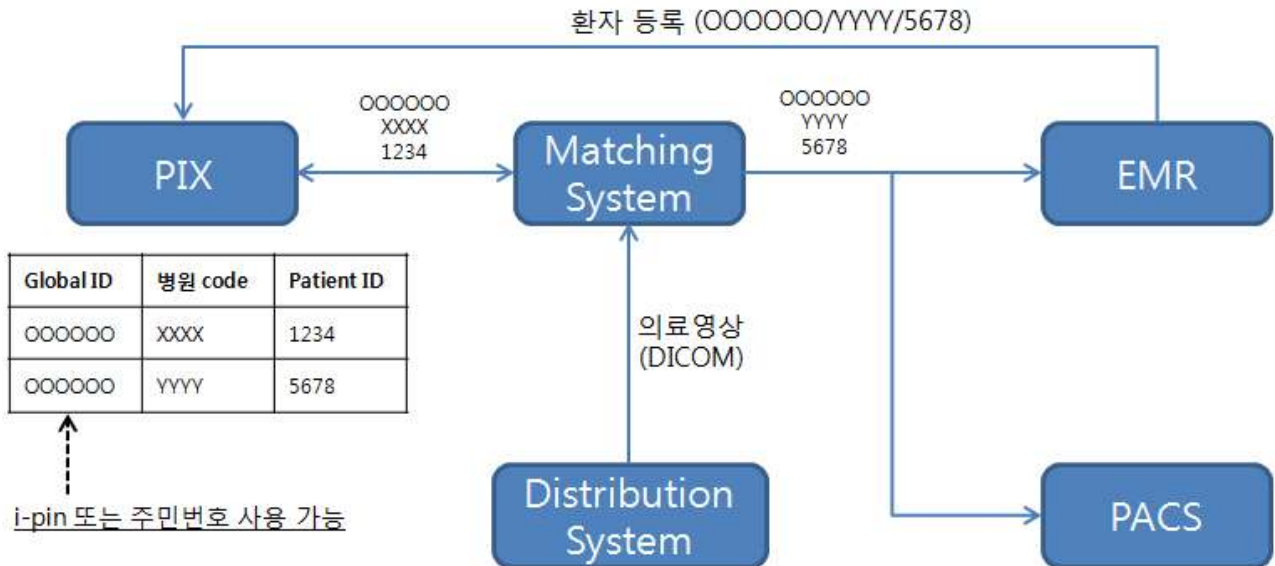 환자 등록 (OOOOOO/YYYY/5678)
OOOOOO
XXXX
1234
OOOOOO
YYYY
5678
PIX
Matching
System
EMR
Global ID 병원 code Patient ID
OOOOOO XXXX 1234
OOOOOO YYYY 5678
의료영상
(DICOM)
i-pin 또는 주민번호 사용 가능
Distribution
System
PACS